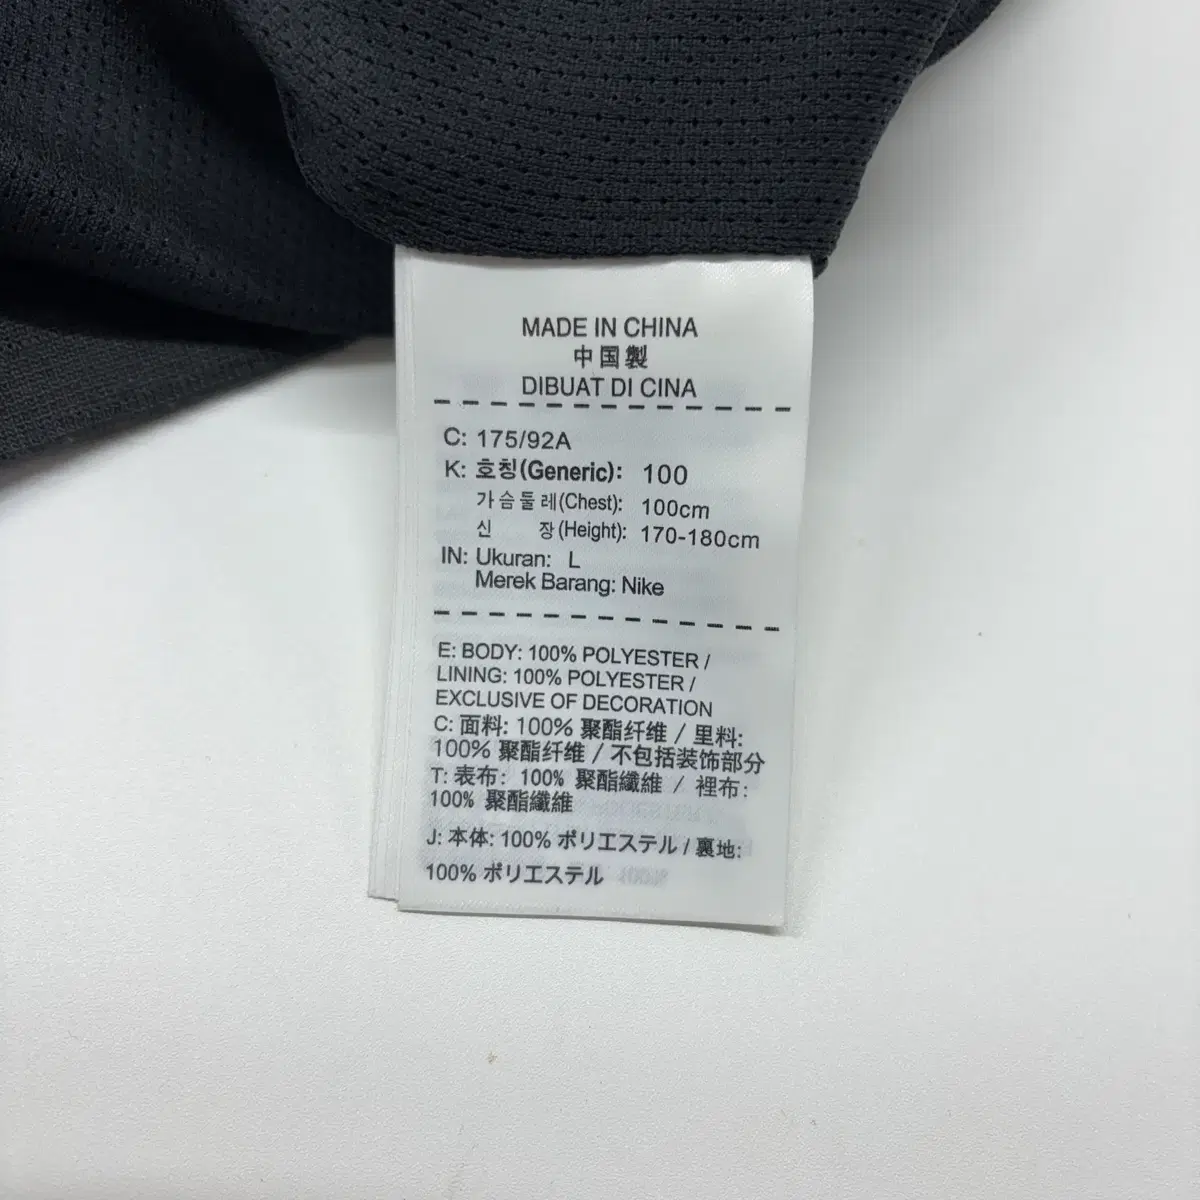 MADE IN CHINA
中国製
DIBUAT DI CINA
C: 175/92A
K: 호칭(Generic): 100
가슴둘레(Chest): 100cm
신 장(Height): 170-180cm
IN: Ukuran: L
Merek Barang: Nike
E: BODY: 100% POLYESTER /
LINING: 100% POLYESTER /
EXCLUSIVE OF DECORATION
C: 面料: 100% 聚酯纤维 / 里料:
100% 聚酯纤维 / 不包括装饰部分
T: 表布: 100% 聚酯纖維 / 裡布:
100% 聚酯纖維
J: 本体: 100% ポリエステル / 裏地:
100% ポリエステル